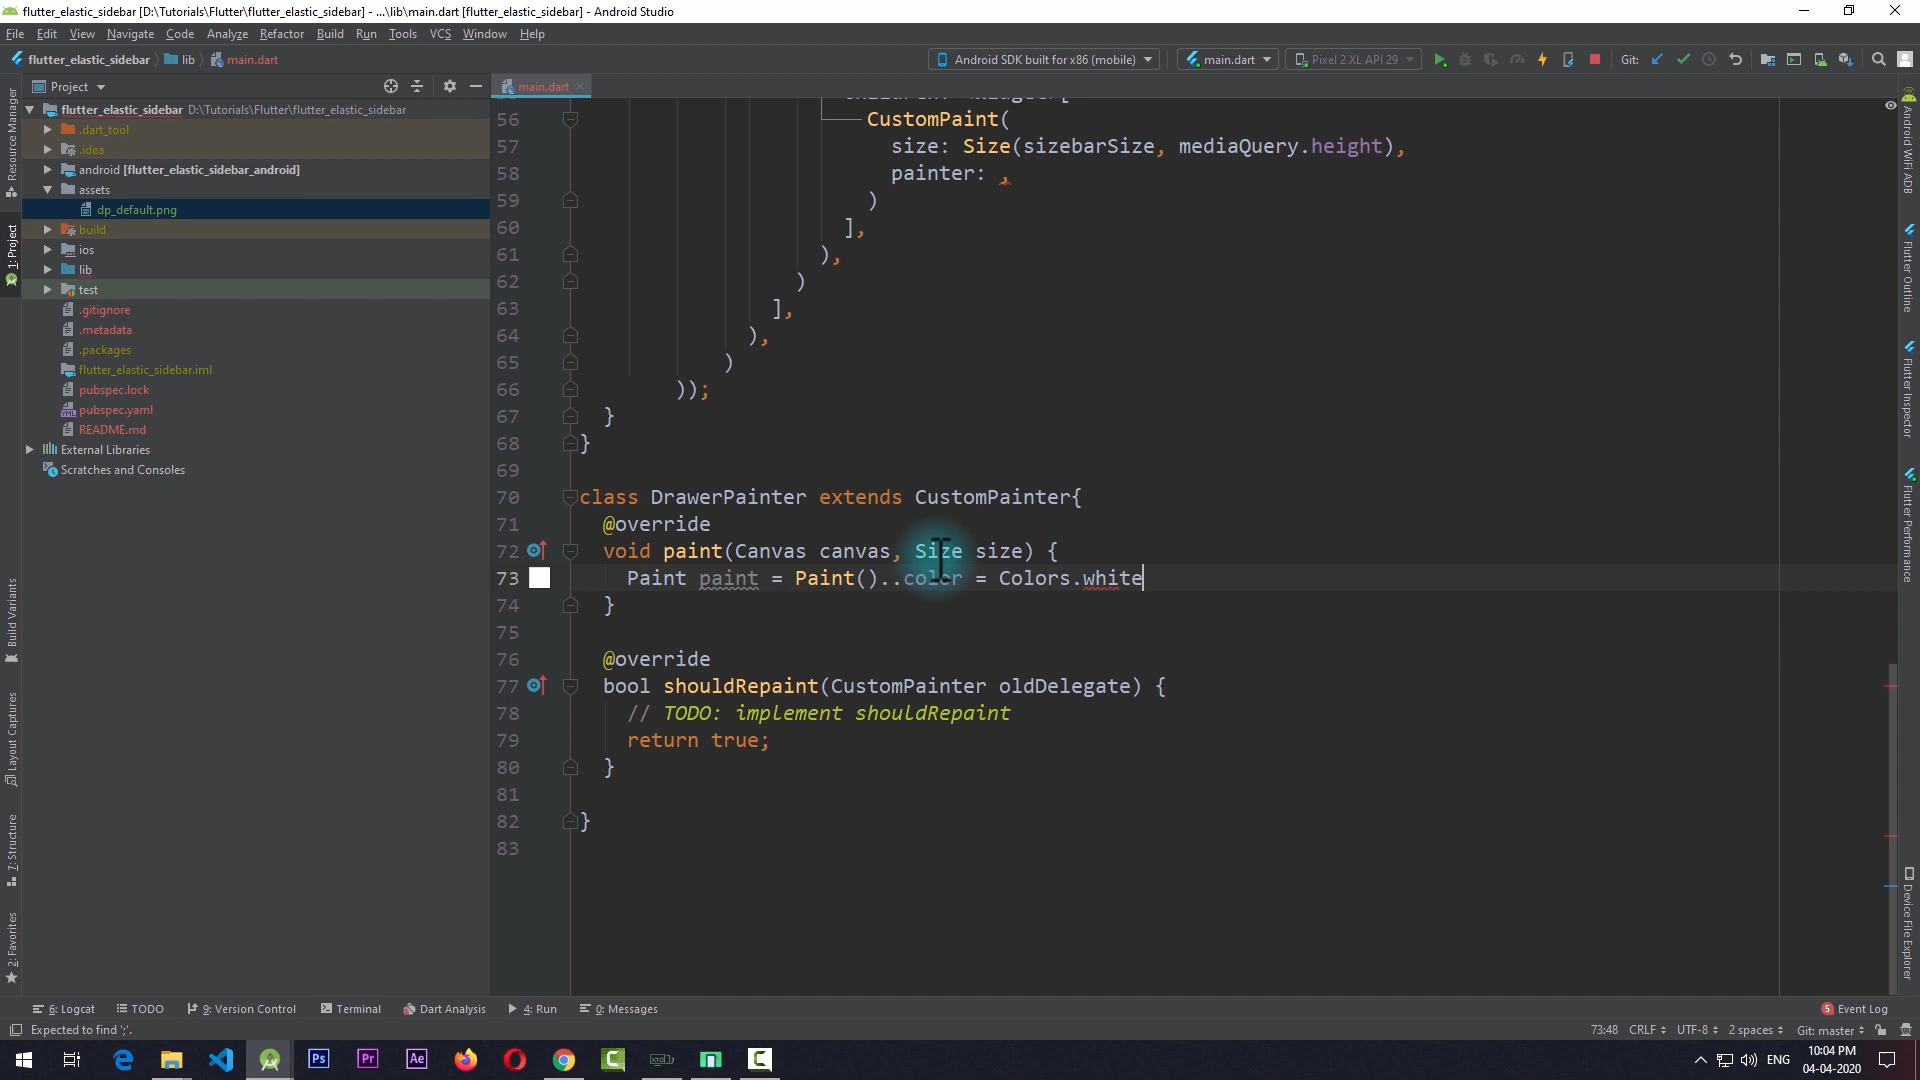 flutter_elastic_sidebar [D:\Tutorials\Flutter\flutter_elastic_sidebar] - ...\lib\main.dart [flutter_elastic_sidebar] - Android Studio
File Edit View Navigate Code Analyze Refactor Build Run Tools VCS Window Help
flutter_elastic_sidebar lib main.dart
Android SDK built for x86 (mobile) main.dart Pixel 2 XL API 29 Git:
Project
main.dart
flutter_elastic_sidebar D:\Tutorials\Flutter\flutter_elastic_sidebar
.dart_tool
.idea
android [flutter_elastic_sidebar_android]
assets
dp_default.png
build
ios
lib
test
.gitignore
.metadata
.packages
flutter_elastic_sidebar.iml
pubspec.lock
pubspec.yaml
README.md
External Libraries
Scratches and Consoles
Resource Manager
1: Project
Build Variants
Layout Captures
7: Structure
2: Favorites
56 CustomPaint(
57 size: Size(sizebarSize, mediaQuery.height),
58 painter: ,
59 )
60 ],
61 ),
62 )
63 ],
64 ),
65 )
66 ));
67 }
68 }
69
70 class DrawerPainter extends CustomPainter{
71 @override
72 void paint(Canvas canvas, Size size) {
73 Paint paint = Paint()..color = Colors.white
74 }
75
76 @override
77 bool shouldRepaint(CustomPainter oldDelegate) {
78 // TODO: implement shouldRepaint
79 return true;
80 }
81
82 }
83
Android WiFi ADB
Flutter Outline
Flutter Inspector
Flutter Performance
Device File Explorer
6: Logcat TODO 9: Version Control Terminal Dart Analysis 4: Run 0: Messages 5 Event Log
Expected to find ';'. 73:48 CRLF UTF-8 2 spaces Git: master
Ps Pr Ae ENG
10:04 PM
04-04-2020